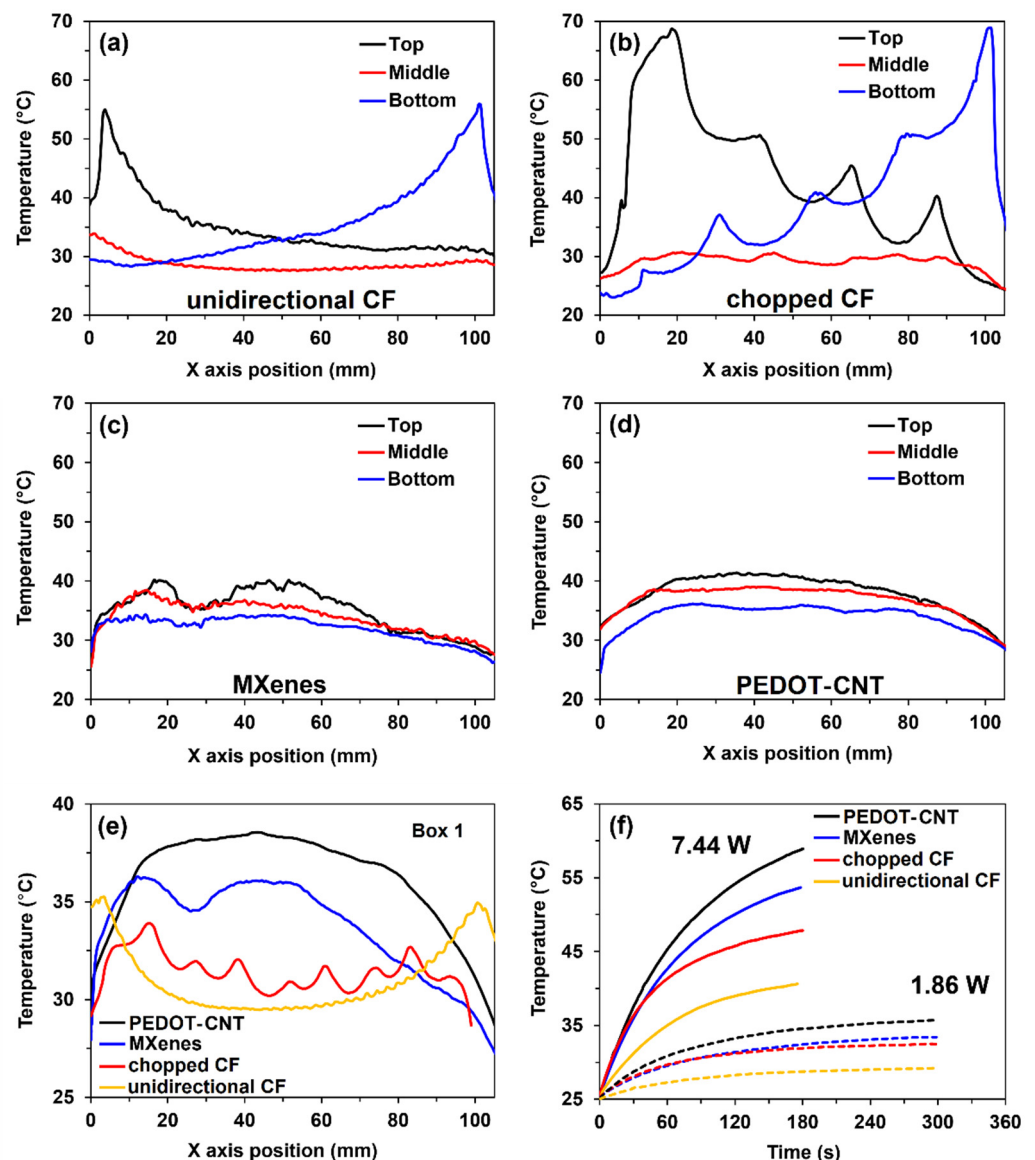 (a)
Top
Middle
Bottom
70
60
50
40
30
20
Temperature (°C)
unidirectional CF
0 20 40 60 80 100
X axis position (mm)
(b)
Top
Middle
Bottom
70
60
50
40
30
20
Temperature (°C)
chopped CF
0 20 40 60 80 100
X axis position (mm)
(c)
Top
Middle
Bottom
70
60
50
40
30
20
Temperature (°C)
MXenes
0 20 40 60 80 100
X axis position (mm)
(d)
Top
Middle
Bottom
70
60
50
40
30
20
Temperature (°C)
PEDOT-CNT
0 20 40 60 80 100
X axis position (mm)
(e)
Box 1
40
35
30
25
Temperature (°C)
PEDOT-CNT
MXenes
chopped CF
unidirectional CF
0 20 40 60 80 100
X axis position (mm)
(f)
PEDOT-CNT
MXenes
chopped CF
unidirectional CF
7.44 W
1.86 W
65
55
45
35
25
Temperature (°C)
0 60 120 180 240 300 360
Time (s)